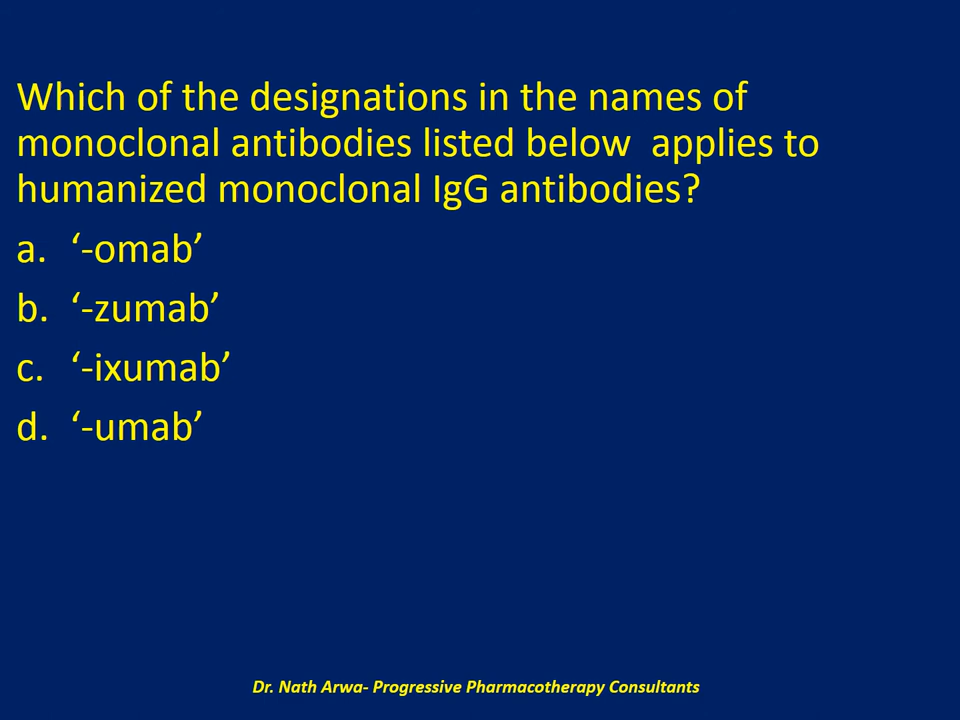 Which of the designations in the names of
monoclonal antibodies listed below  applies to
humanized monoclonal IgG antibodies?
a. ‘-omab’
b. ‘-zumab’
c. ‘-ixumab’
d. ‘-umab’
Dr. Nath Arwa- Progressive Pharmacotherapy Consultants